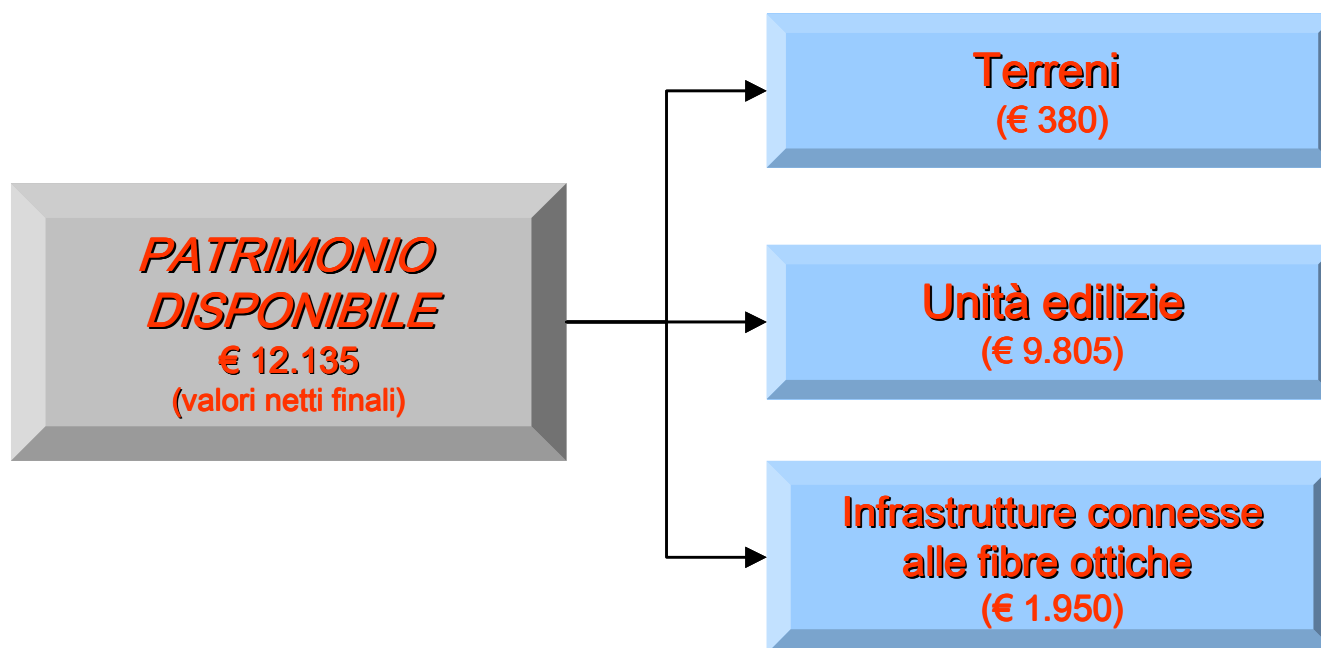 PATRIMONIO
DISPONIBILE
€ 12.135
(valori netti finali)
Terreni
(€ 380)
Unità edilizie
(€ 9.805)
Infrastrutture connesse
alle fibre ottiche
(€ 1.950)